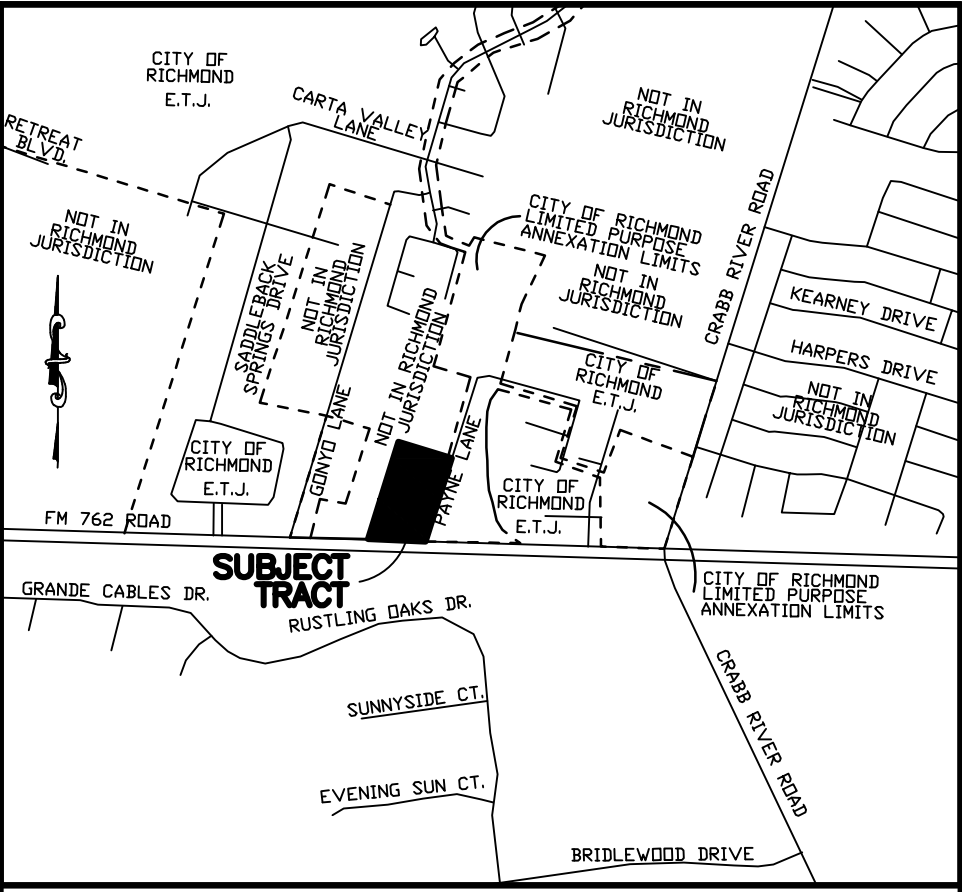 CITY OF
RICHMOND
E.T.J.
CARTA VALLEY
LANE
NOT IN
RICHMOND
JURISDICTION
RETREAT
BLVD.
NOT IN
RICHMOND
JURISDICTION
CRABB RIVER ROAD
CITY OF RICHMOND
LIMITED PURPOSE
ANNEXATION LIMITS
NOT IN
RICHMOND
JURISDICTION
SADDLEBACK
SPRINGS DRIVE
NOT IN
RICHMOND
JURISDICTION
NOT IN RICHMOND
JURISDICTION
KEARNEY DRIVE
HARPERS DRIVE
CITY OF
RICHMOND
E.T.J.
NOT IN
RICHMOND
JURISDICTION
GONYO LANE
PAYNE LANE
CITY OF
RICHMOND
E.T.J.
CITY OF
RICHMOND
E.T.J.
FM 762 ROAD
SUBJECT
TRACT
CITY OF RICHMOND
LIMITED PURPOSE
ANNEXATION LIMITS
GRANDE CABLES DR.
RUSTLING OAKS DR.
SUNNYSIDE CT.
CRABB RIVER ROAD
EVENING SUN CT.
BRIDLEWOOD DRIVE